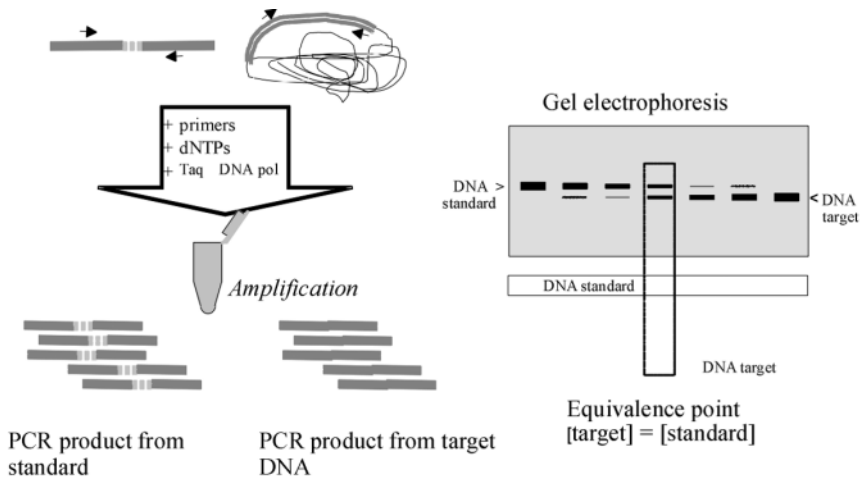 + primers
+ dNTPs
+ Taq DNA pol
Amplification
PCR product from
standard
PCR product from target
DNA
Gel electrophoresis
DNA >
standard
< DNA
target
DNA standard
DNA target
Equivalence point
[target] = [standard]